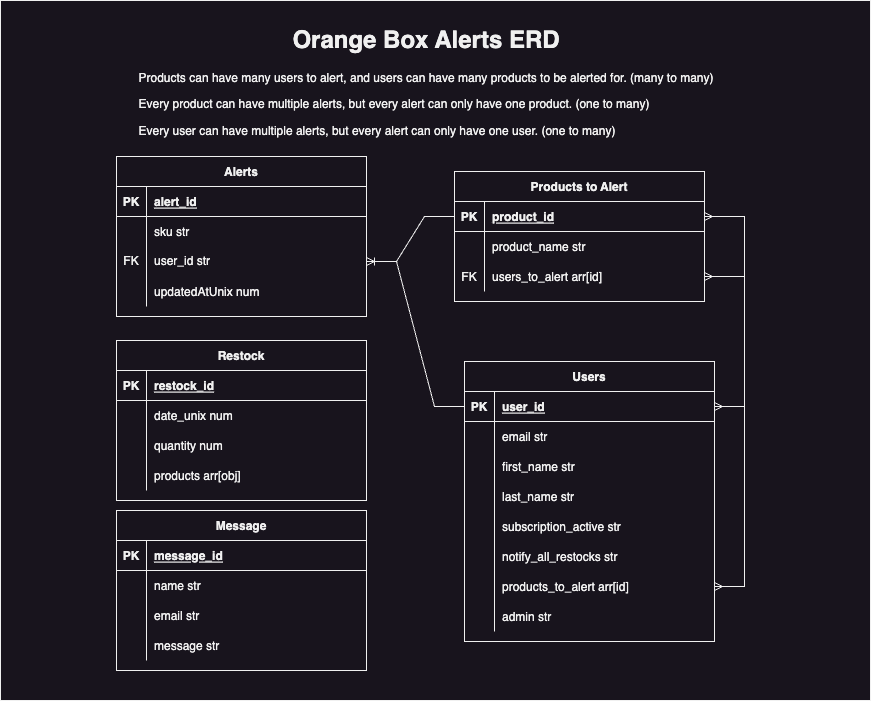 Orange Box Alerts ERD
Products can have many users to alert, and users can have many products to be alerted for. (many to many)
Every product can have multiple alerts, but every alert can only have one product. (one to many)
Every user can have multiple alerts, but every alert can only have one user. (one to many)
Alerts
PK alert_id
sku str
FK user_id str
updatedAtUnix num
Products to Alert
PK product_id
product_name str
FK users_to_alert arr[id]
Restock
PK restock_id
date_unix num
quantity num
products arr[obj]
Users
PK user_id
email str
first_name str
last_name str
subscription_active str
notify_all_restocks str
products_to_alert arr[id]
admin str
Message
PK message_id
name str
email str
message str